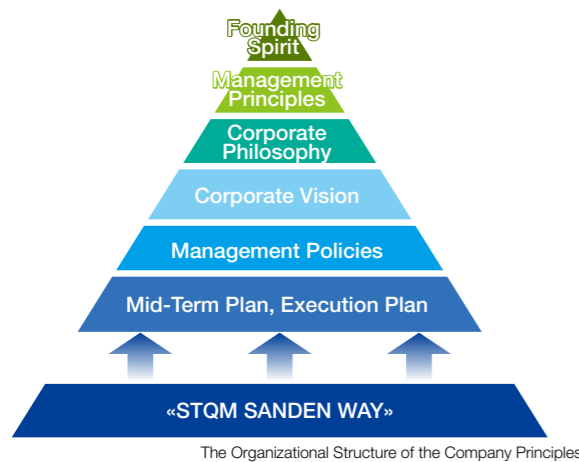 Founding
Spirit
Management
Principles
Corporate
Philosophy
Corporate Vision
Management Policies
Mid-Term Plan, Execution Plan
«STQM SANDEN WAY»
The Organizational Structure of the Company Principles